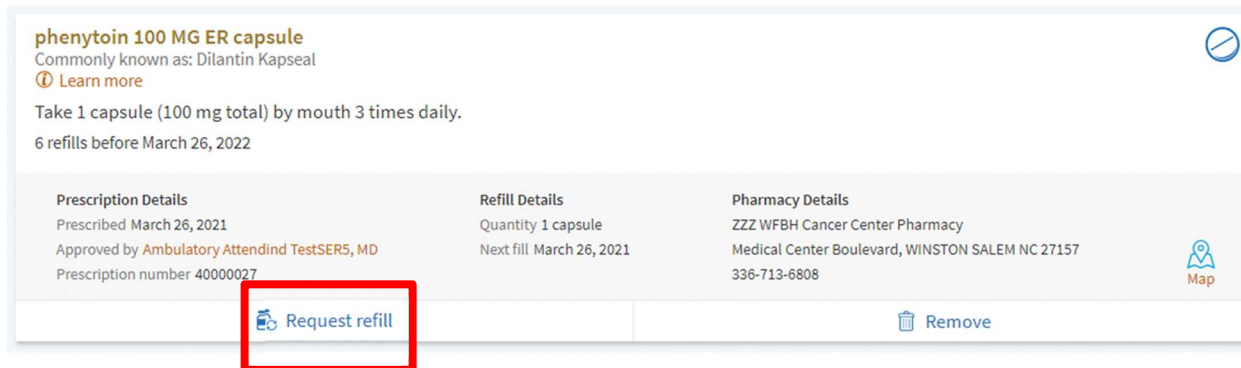 phenytoin 100 MG ER capsule
Commonly known as: Dilantin Kapseal
Learn more
Take 1 capsule (100 mg total) by mouth 3 times daily.
6 refills before March 26, 2022
Prescription Details
Prescribed March 26, 2021
Approved by Ambulatory Attendind TestSER5, MD
Prescription number 40000027
Refill Details
Quantity 1 capsule
Next fill March 26, 2021
Pharmacy Details
ZZZ WFBH Cancer Center Pharmacy
Medical Center Boulevard, WINSTON SALEM NC 27157
336-713-6808
Map
Request refill
Remove